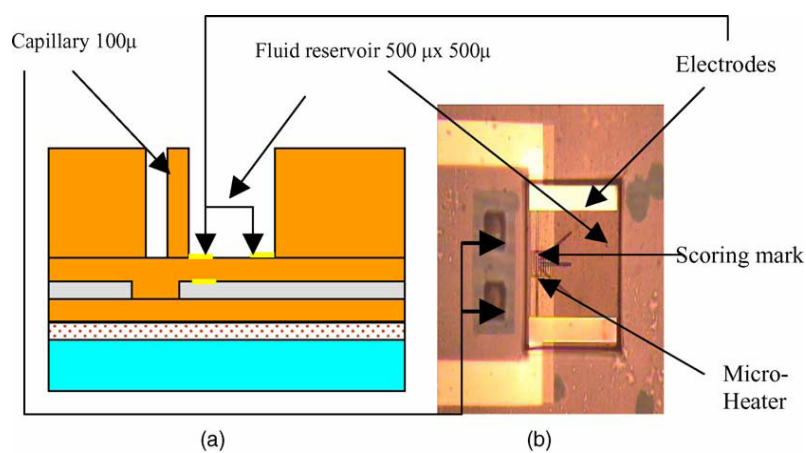 Capillary 100μ
Fluid reservoir 500 μx 500μ
Electrodes
Scoring mark
Micro-
Heater
(a)
(b)